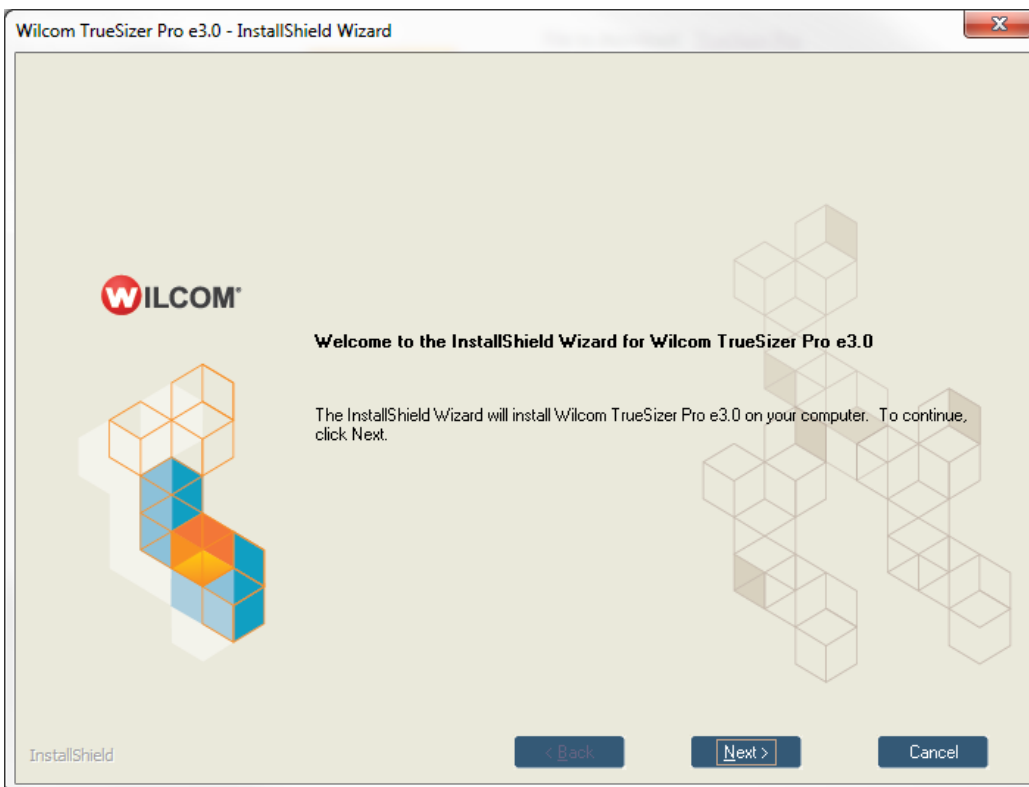 Wilcom TrueSizer Pro e3.0 - InstallShield Wizard
WILCOM®
Welcome to the InstallShield Wizard for Wilcom TrueSizer Pro e3.0
The InstallShield Wizard will install Wilcom TrueSizer Pro e3.0 on your computer. To continue,
click Next.
InstallShield
< Back
Next >
Cancel